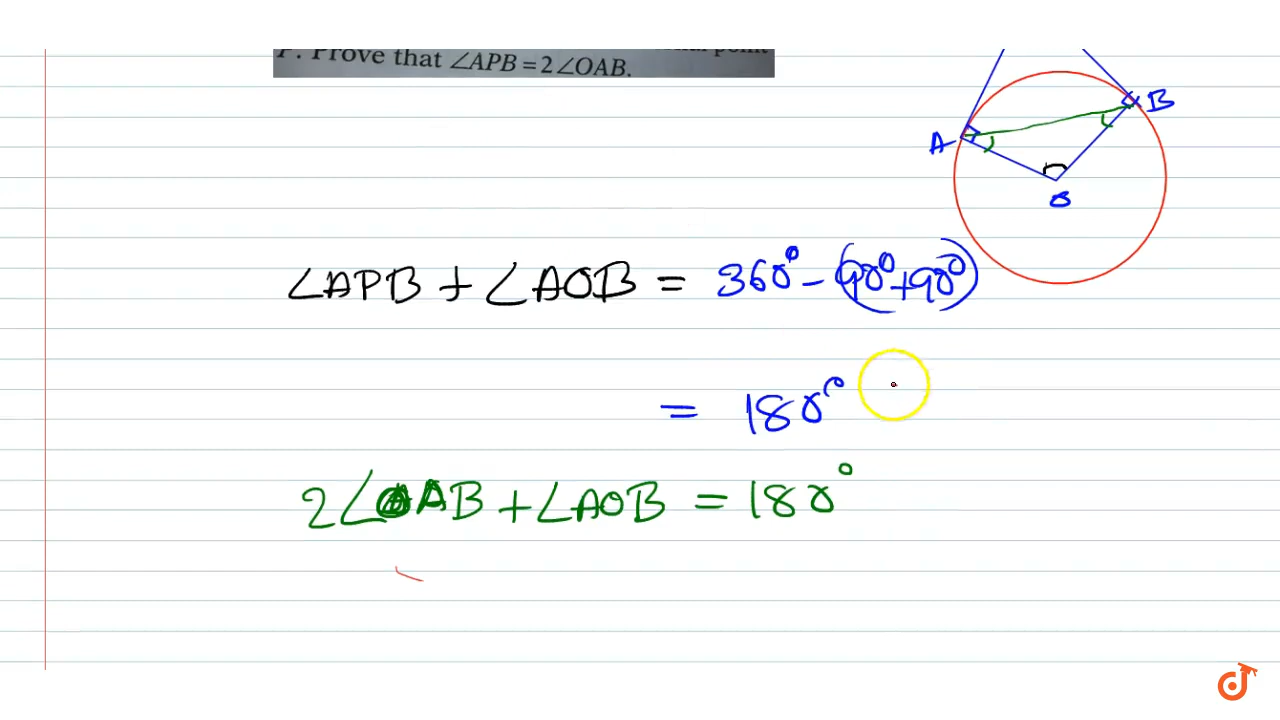 P. Prove that ∠APB = 2∠OAB.
B
A
O
∠APB + ∠AOB = 360° - (90° + 90°)
= 180°
2∠OAB + ∠AOB = 180°